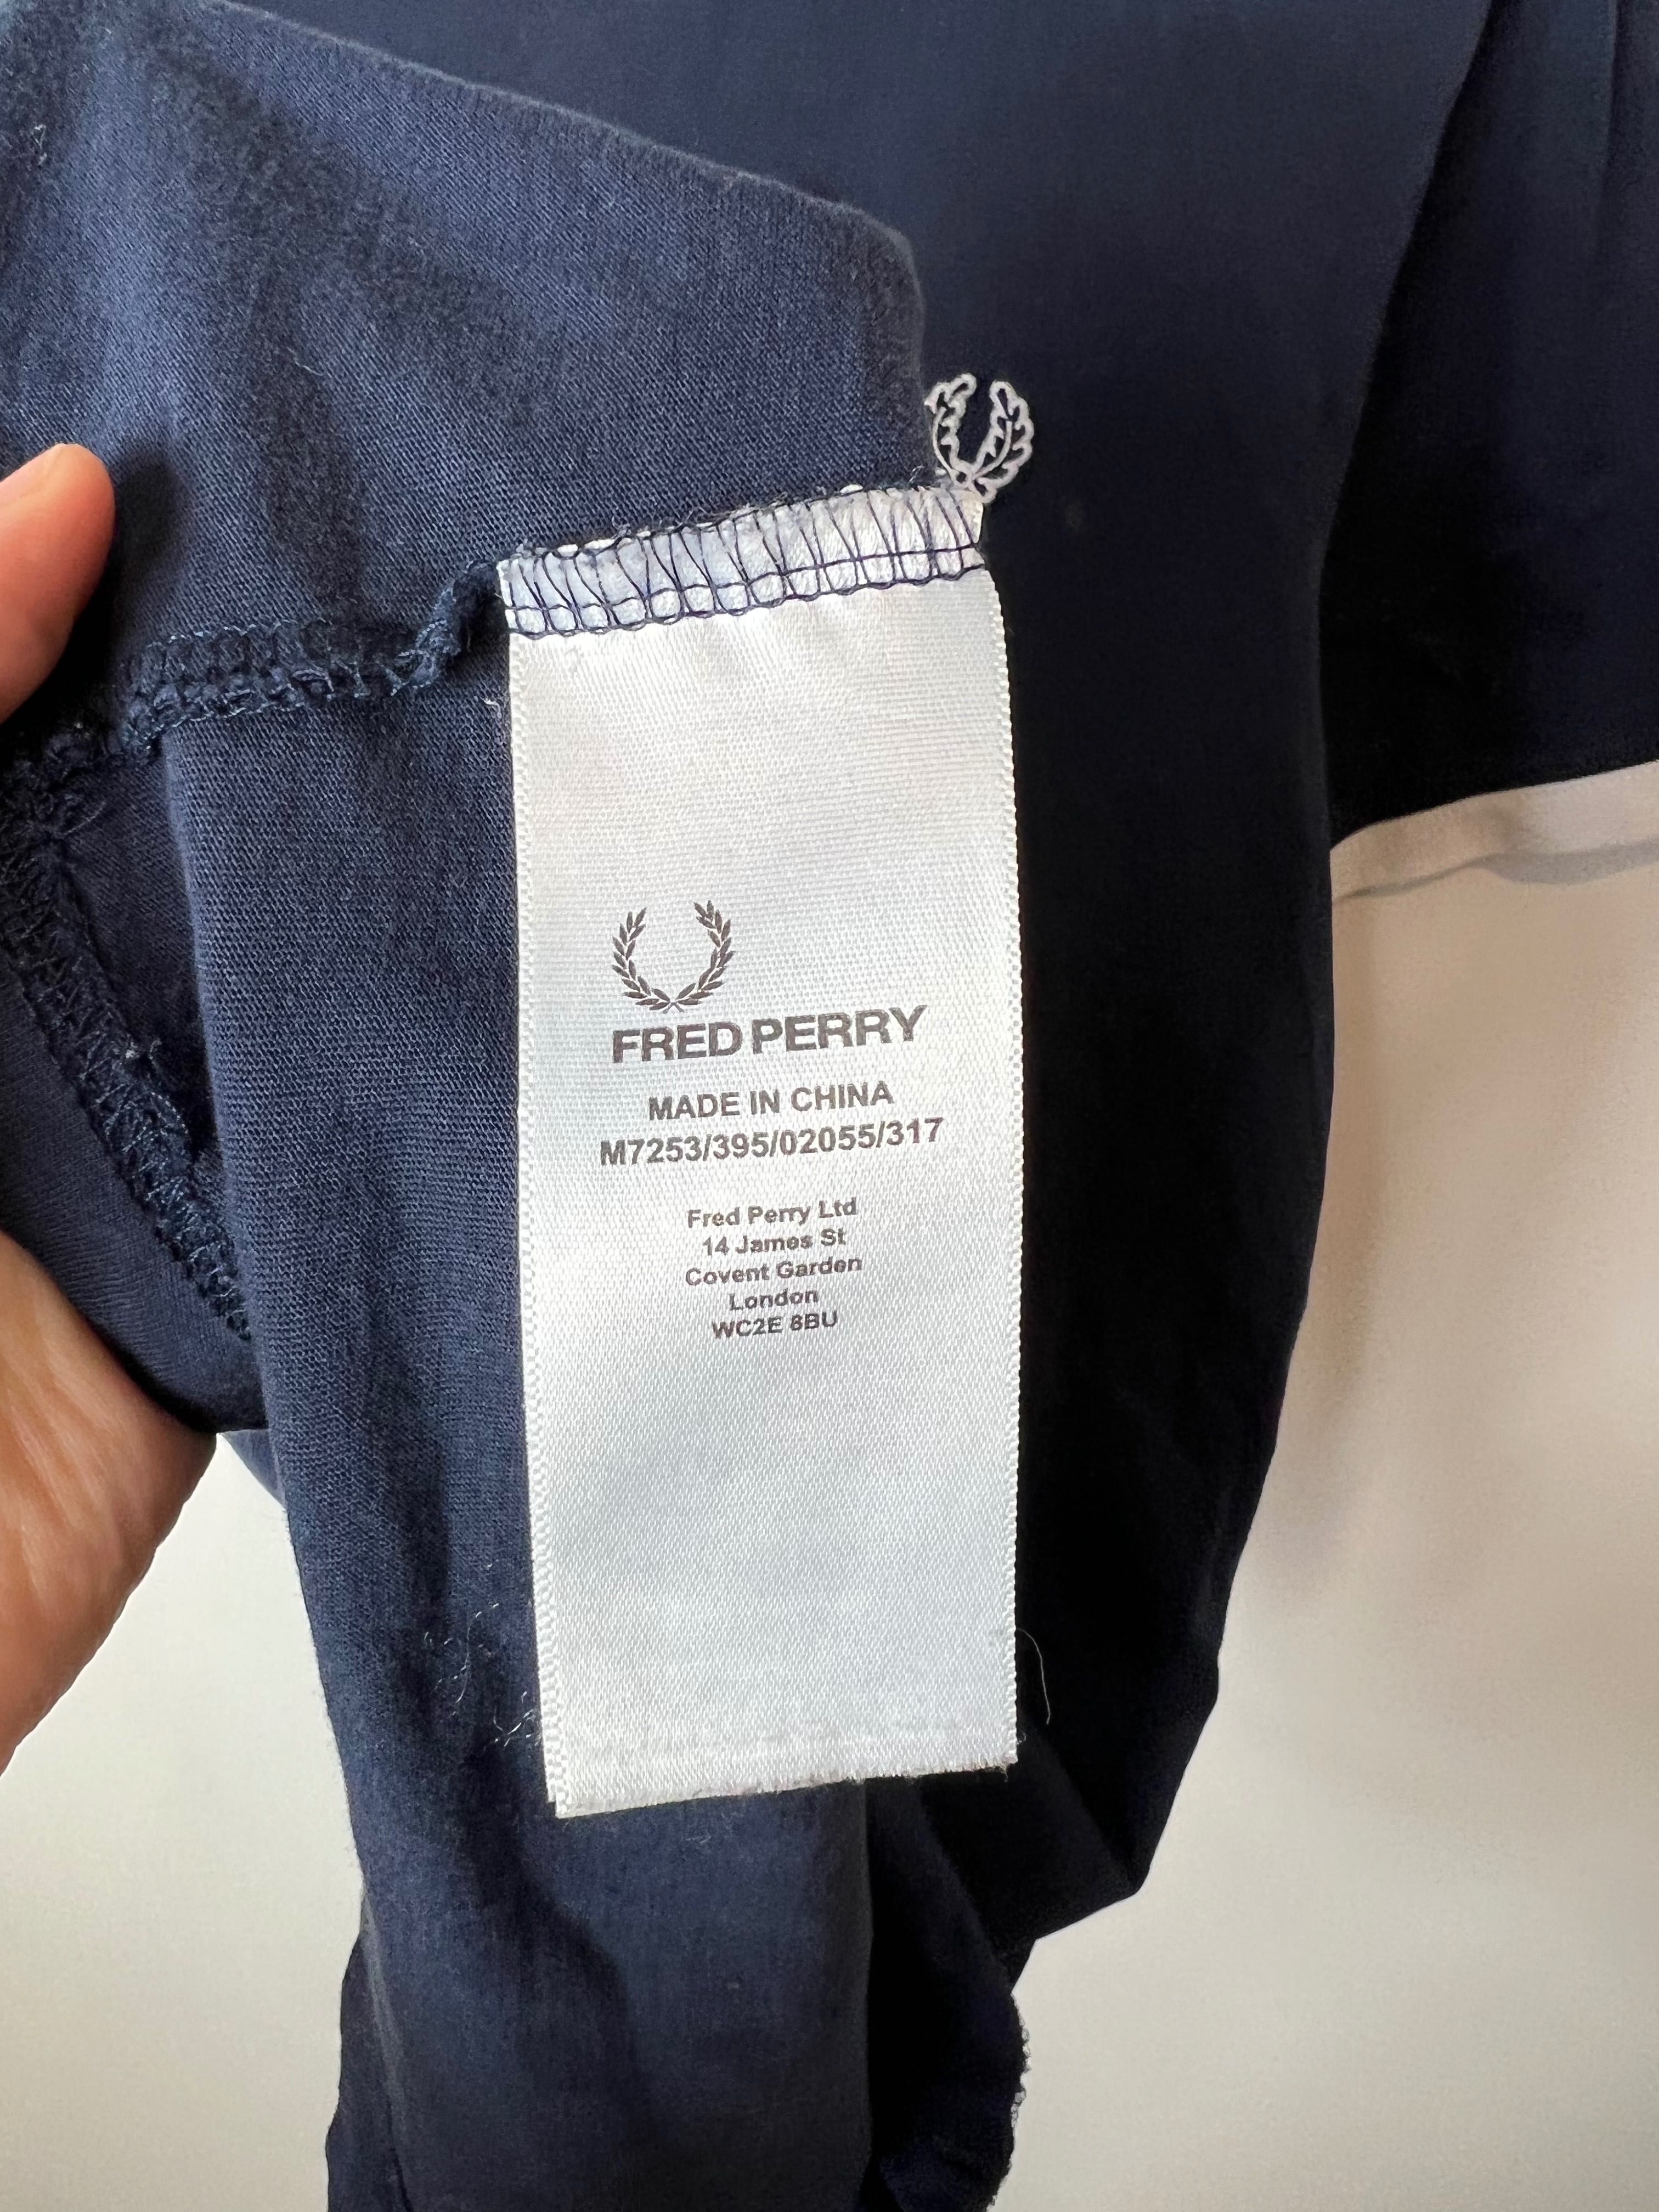 FRED PERRY
MADE IN CHINA
M7253/395/02055/317
Fred Perry Ltd
14 James St
Covent Garden
London
WC2E 8BU